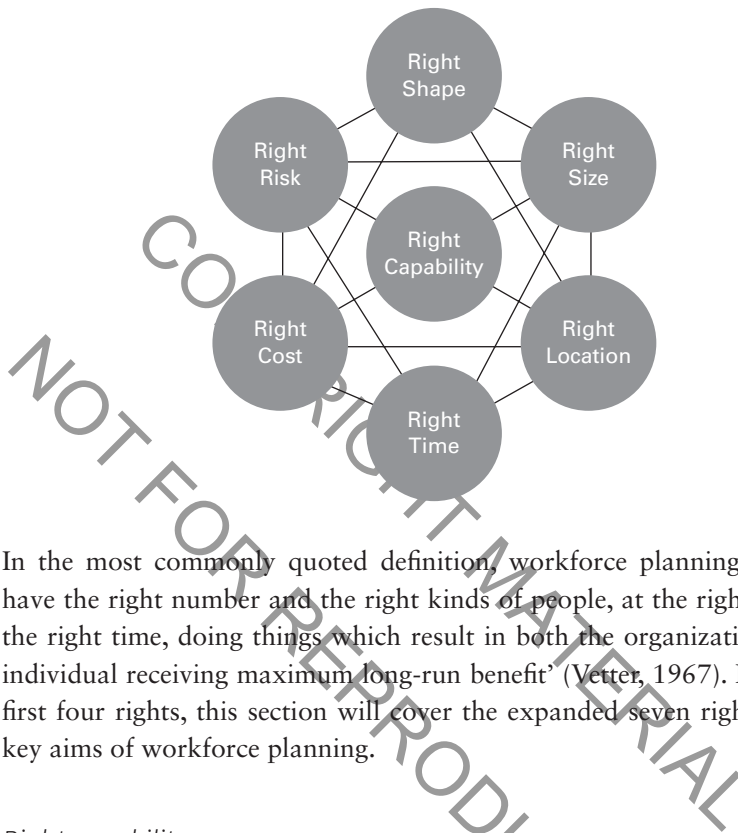 Right
Shape
Right
Risk
Right
Size
Right
Capability
Right
Cost
Right
Location
Right
Time
In the most commonly quoted definition, workforce planning
have the right number and the right kinds of people, at the righ
the right time, doing things which result in both the organizati
individual receiving maximum long-run benefit' (Vetter, 1967).
first four rights, this section will cover the expanded seven righ
key aims of workforce planning.
COPYRIGHT MATERIAL
NOT FOR REPROD